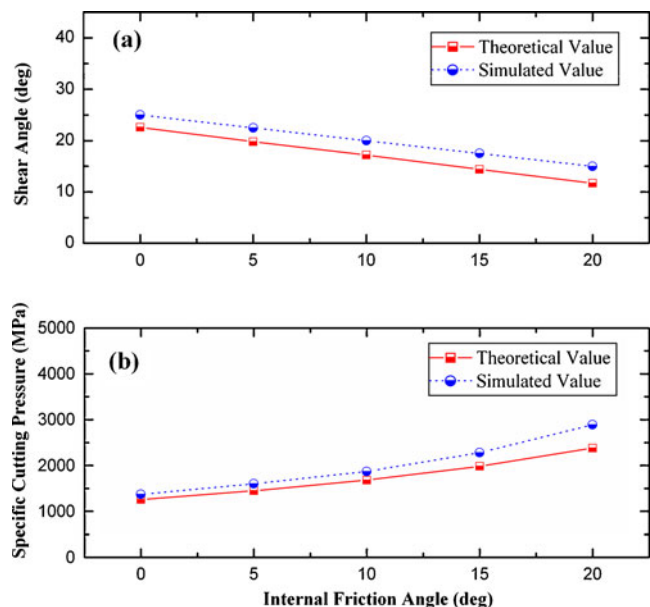 (a)
Theoretical Value
Simulated Value
Shear Angle (deg)
40
30
20
10
0
0 5 10 15 20
(b)
Theoretical Value
Simulated Value
Specific Cutting Pressure (MPa)
5000
4000
3000
2000
1000
0
0 5 10 15 20
Internal Friction Angle (deg)